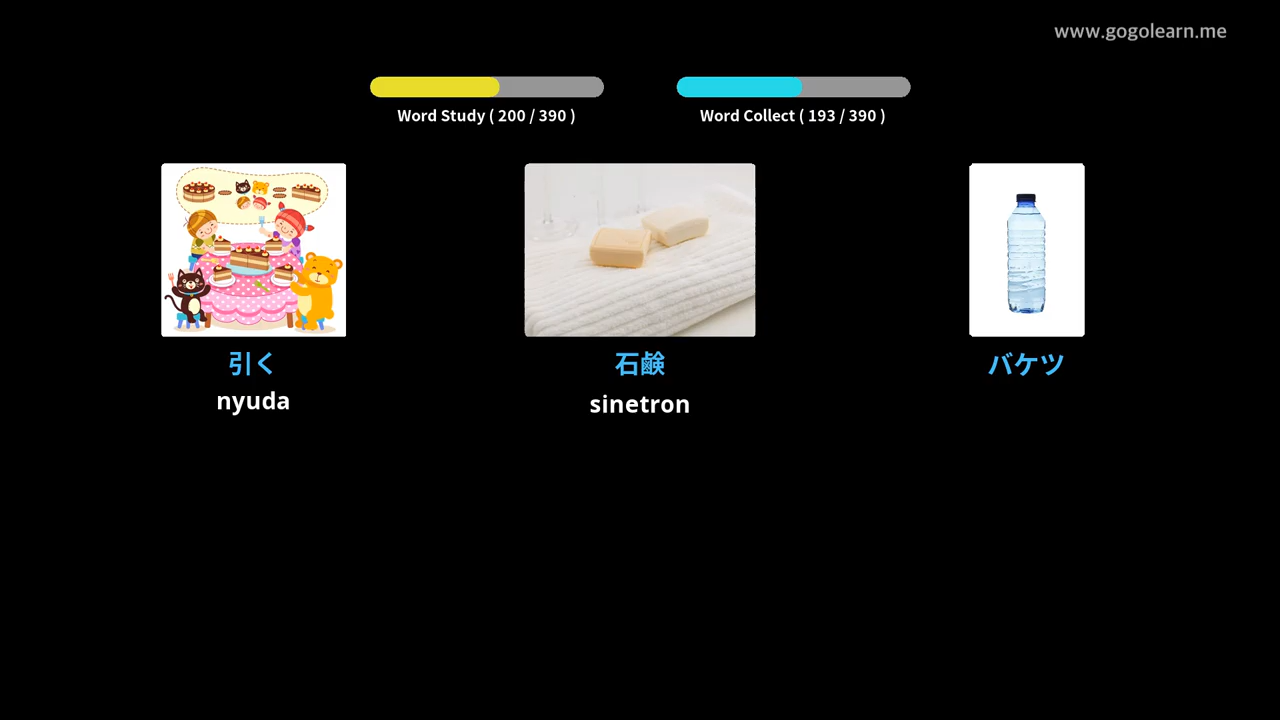 www.gogolearn.me
Word Study ( 200 / 390 )
Word Collect ( 193 / 390 )
引く
nyuda
石鹸
sinetron
バケツ